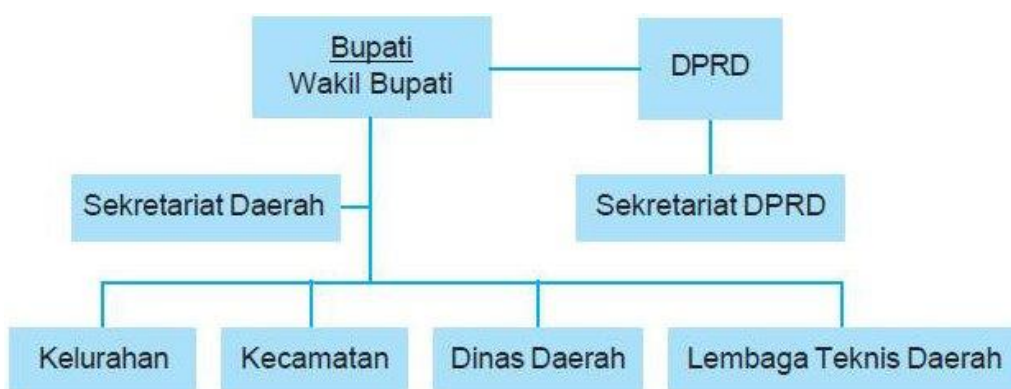 Bupati
Wakil Bupati
DPRD
Sekretariat Daerah
Sekretariat DPRD
Kelurahan
Kecamatan
Dinas Daerah
Lembaga Teknis Daerah